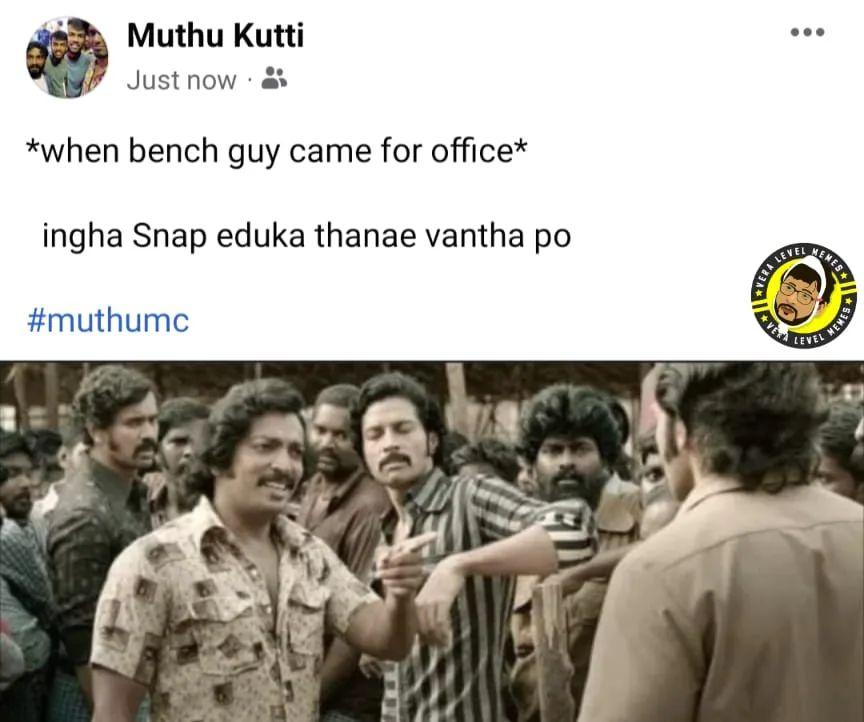 Muthu Kutti
Just now ·
*when bench guy came for office*
ingha Snap eduka thanae vantha po
#muthumc
VERA LEVEL MEMES
VERA LEVEL MEMES